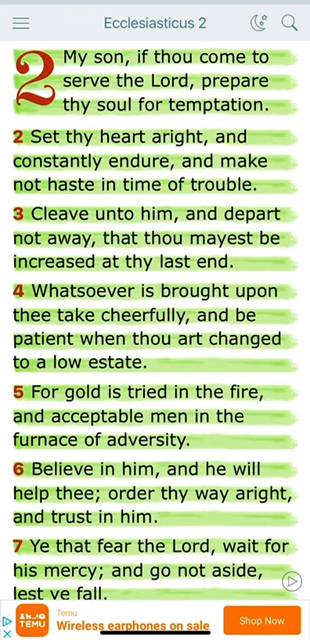 Ecclesiasticus 2
2 My son, if thou come to
serve the Lord, prepare
thy soul for temptation.
2 Set thy heart aright, and
constantly endure, and make
not haste in time of trouble.
3 Cleave unto him, and depart
not away, that thou mayest be
increased at thy last end.
4 Whatsoever is brought upon
thee take cheerfully, and be
patient when thou art changed
to a low estate.
5 For gold is tried in the fire,
and acceptable men in the
furnace of adversity.
6 Believe in him, and he will
help thee; order thy way aright,
and trust in him.
7 Ye that fear the Lord, wait for
his mercy; and go not aside,
lest ye fall.
TEMU
Temu
Wireless earphones on sale
Shop Now